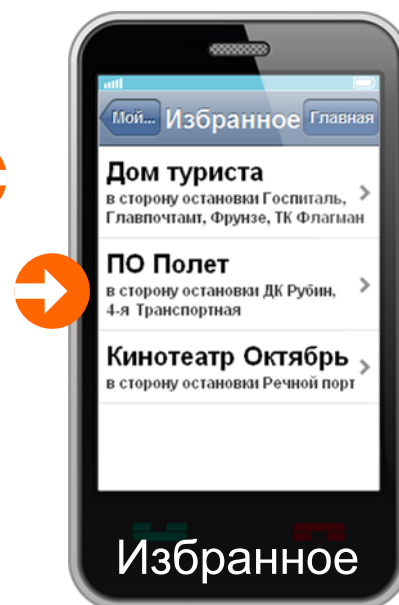 Мой... Избранное Главная
Дом туриста
в сторону остановки Госпиталь,
Главпочтамт, Фрунзе, ТК Флагман
ПО Полет
в сторону остановки ДК Рубин,
4-я Транспортная
Кинотеатр Октябрь
в сторону остановки Речной порт
Избранное